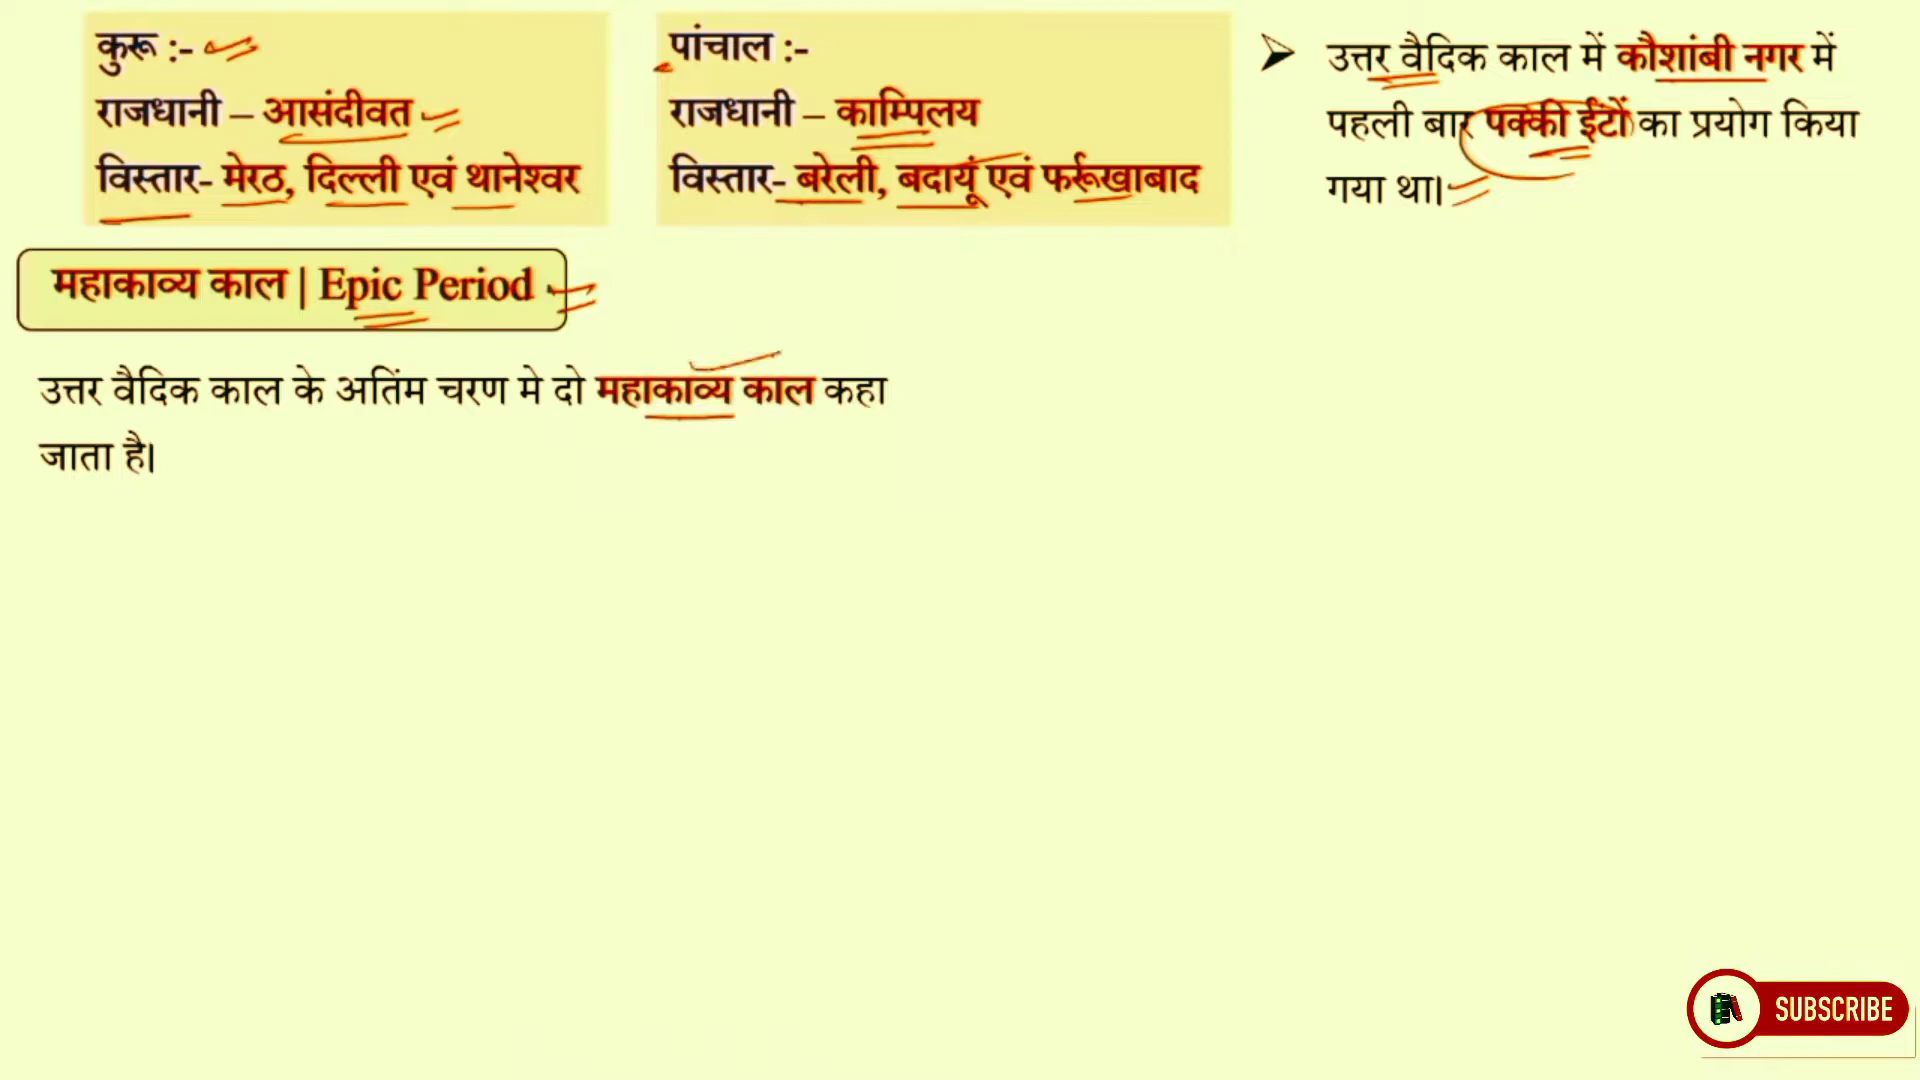 कुरू :-
राजधानी – आसंदीवत
विस्तार- मेरठ, दिल्ली एवं थानेश्वर
पांचाल :-
राजधानी – काम्पिलय
विस्तार- बरेली, बदायूं एवं फर्रूखाबाद
➢ उत्तर वैदिक काल में कौशांबी नगर में
पहली बार पक्की ईंटों का प्रयोग किया
गया था।
महाकाव्य काल | Epic Period
उत्तर वैदिक काल के अतिंम चरण मे दो महाकाव्य काल कहा
जाता है।
SUBSCRIBE